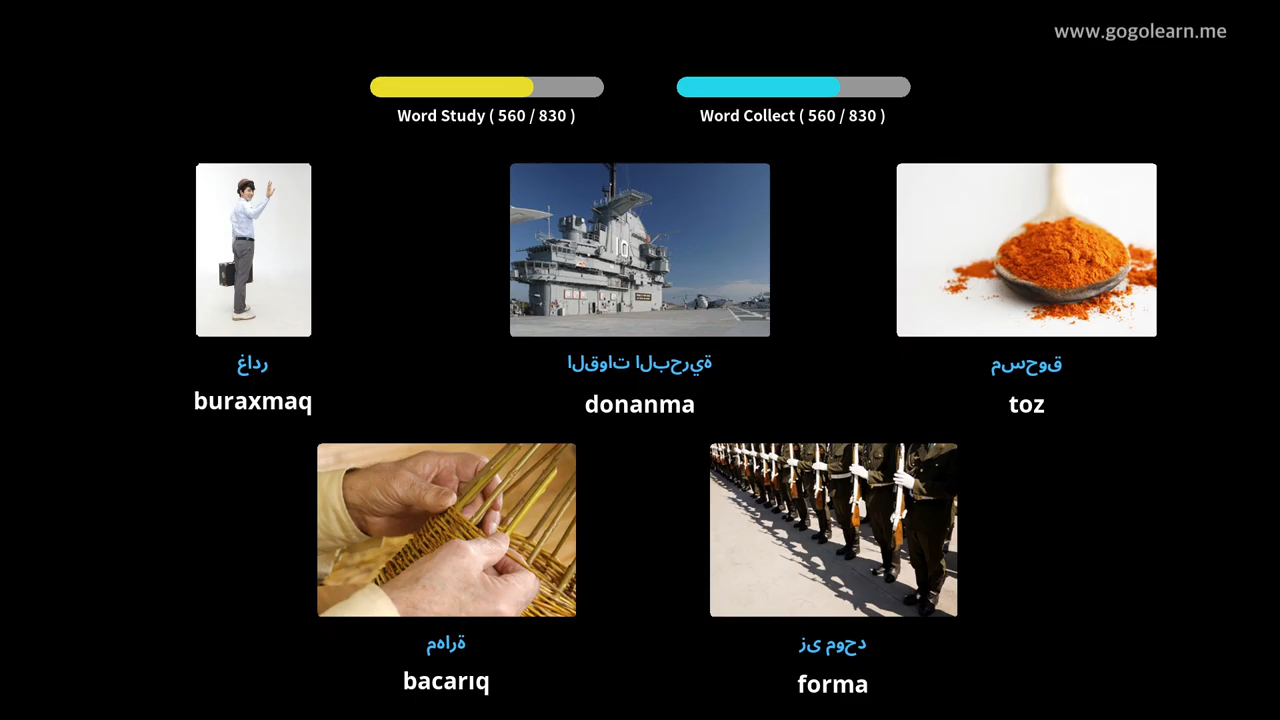 www.gogolearn.me
Word Study ( 560 / 830 )
Word Collect ( 560 / 830 )
غادر
القوات البحرية
مسحوق
buraxmaq
donanma
toz
مهارة
زى موحد
bacarıq
forma